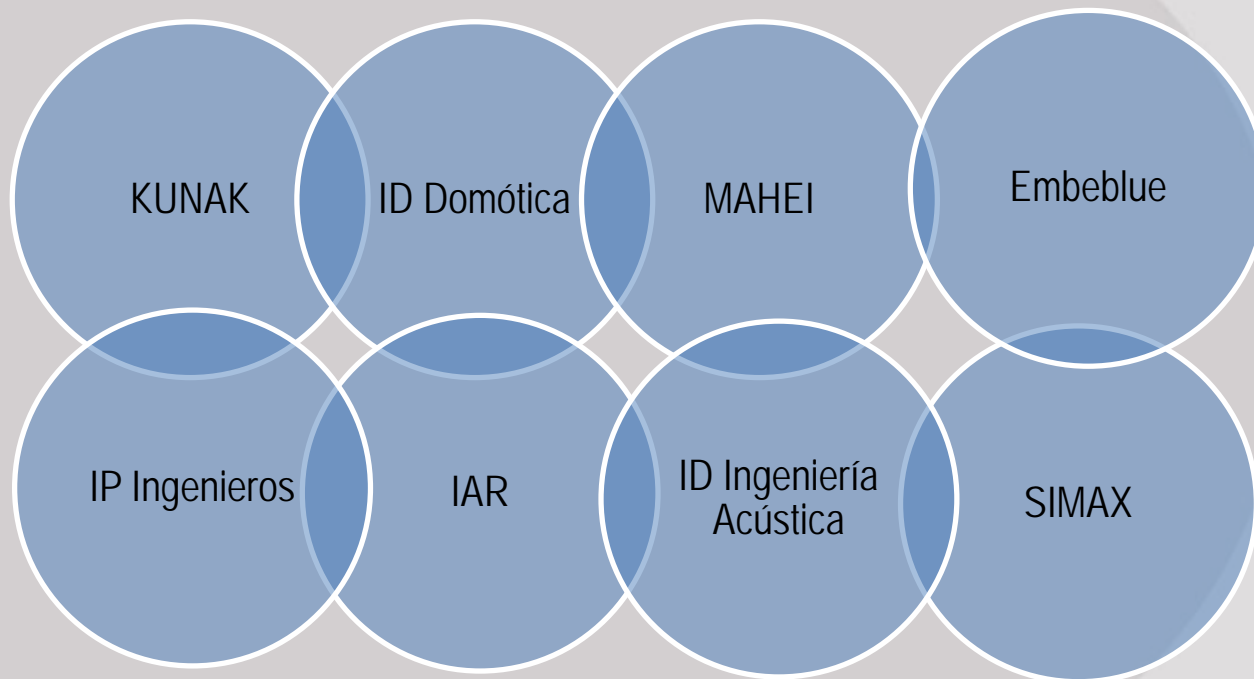 KUNAK
ID Domótica
MAHEI
Embeblue
IP Ingenieros
IAR
ID Ingeniería
Acústica
SIMAX